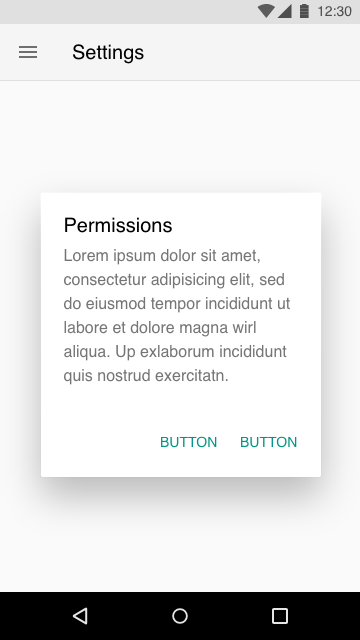 12:30
Settings
Permissions
Lorem ipsum dolor sit amet,
consectetur adipisicing elit, sed
do eiusmod tempor incididunt ut
labore et dolore magna wirl
aliqua. Up exlaborum incididunt
quis nostrud exercitatn.
BUTTON BUTTON